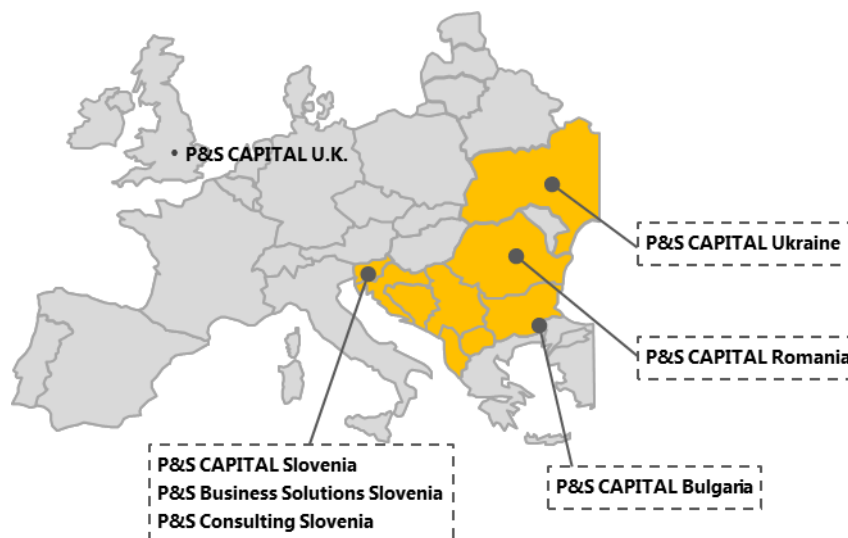 P&S CAPITAL U.K.
P&S CAPITAL Ukraine
P&S CAPITAL Romania
P&S CAPITAL Slovenia
P&S Business Solutions Slovenia
P&S Consulting Slovenia
P&S CAPITAL Bulgaria